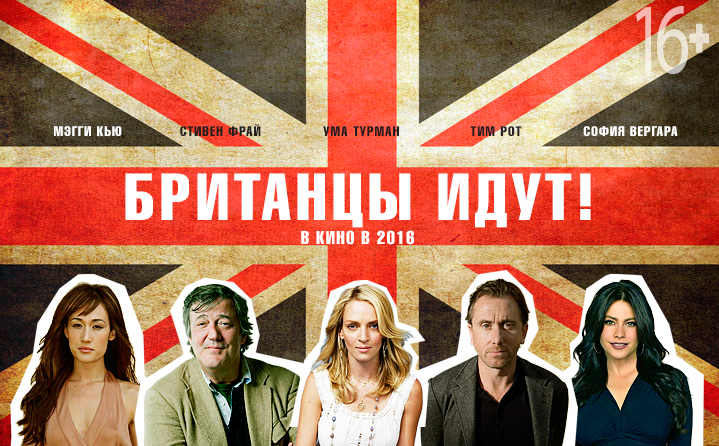 16+
МЭГГИ КЬЮ СТИВЕН ФРАЙ УМА ТУРМАН ТИМ РОТ СОФИЯ ВЕРГАРА
БРИТАНЦЫ ИДУТ!
В КИНО В 2016